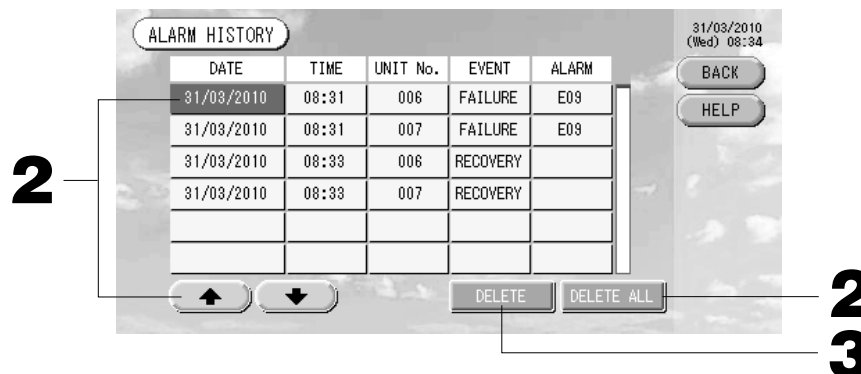 ALARM HISTORY
31/03/2010
(Wed) 08:34
BACK
HELP
DATE TIME UNIT No. EVENT ALARM
31/03/2010 08:31 006 FAILURE E09
31/03/2010 08:31 007 FAILURE E09
31/03/2010 08:33 006 RECOVERY
31/03/2010 08:33 007 RECOVERY
2
DELETE DELETE ALL
2
3